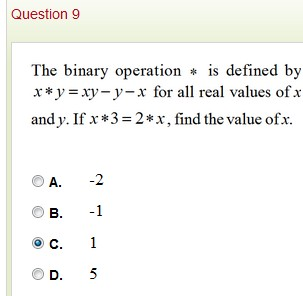 Question 9
The binary operation * is defined by
x*y=xy-y-x for all real values of x
and y. If x*3=2*x, find the value of x.
A. -2
B. -1
C. 1
D. 5